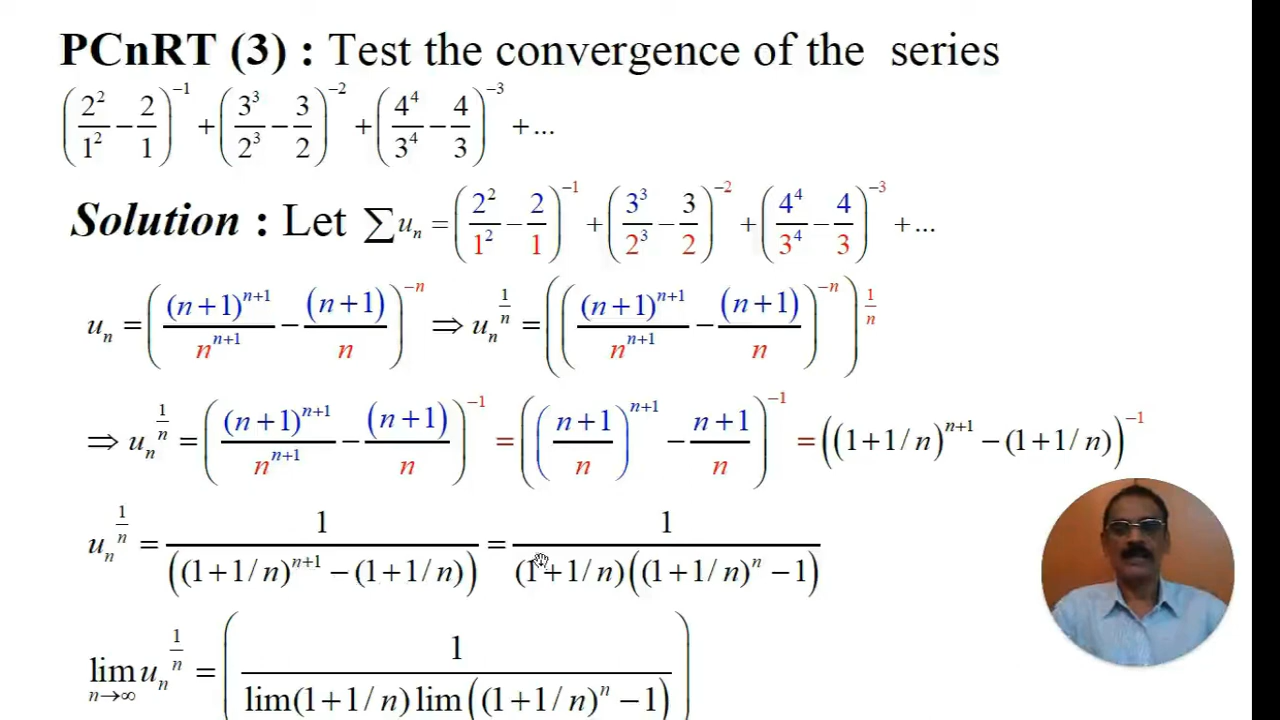 PCnRT (3) : Test the convergence of the series
(2²/1² − 2/1)⁻¹ + (3³/2³ − 3/2)⁻² + (4⁴/3⁴ − 4/3)⁻³ + ...
Solution : Let ∑uₙ = (2²/1² − 2/1)⁻¹ + (3³/2³ − 3/2)⁻² + (4⁴/3⁴ − 4/3)⁻³ + ...
uₙ = ((n+1)^(n+1)/n^(n+1) − (n+1)/n)^(−n) ⇒ uₙ^(1/n) = (((n+1)^(n+1)/n^(n+1) − (n+1)/n)^(−n))^(1/n)
⇒ uₙ^(1/n) = ((n+1)^(n+1)/n^(n+1) − (n+1)/n)^(−1) = (((n+1)/n)^(n+1) − (n+1)/n)^(−1) = ((1+1/n)^(n+1) − (1+1/n))^(−1)
uₙ^(1/n) = 1/((1+1/n)^(n+1) − (1+1/n)) = 1/((1+1/n)((1+1/n)^n − 1))
lim n→∞ uₙ^(1/n) = (1/(lim(1+1/n) lim((1+1/n)^n − 1)))